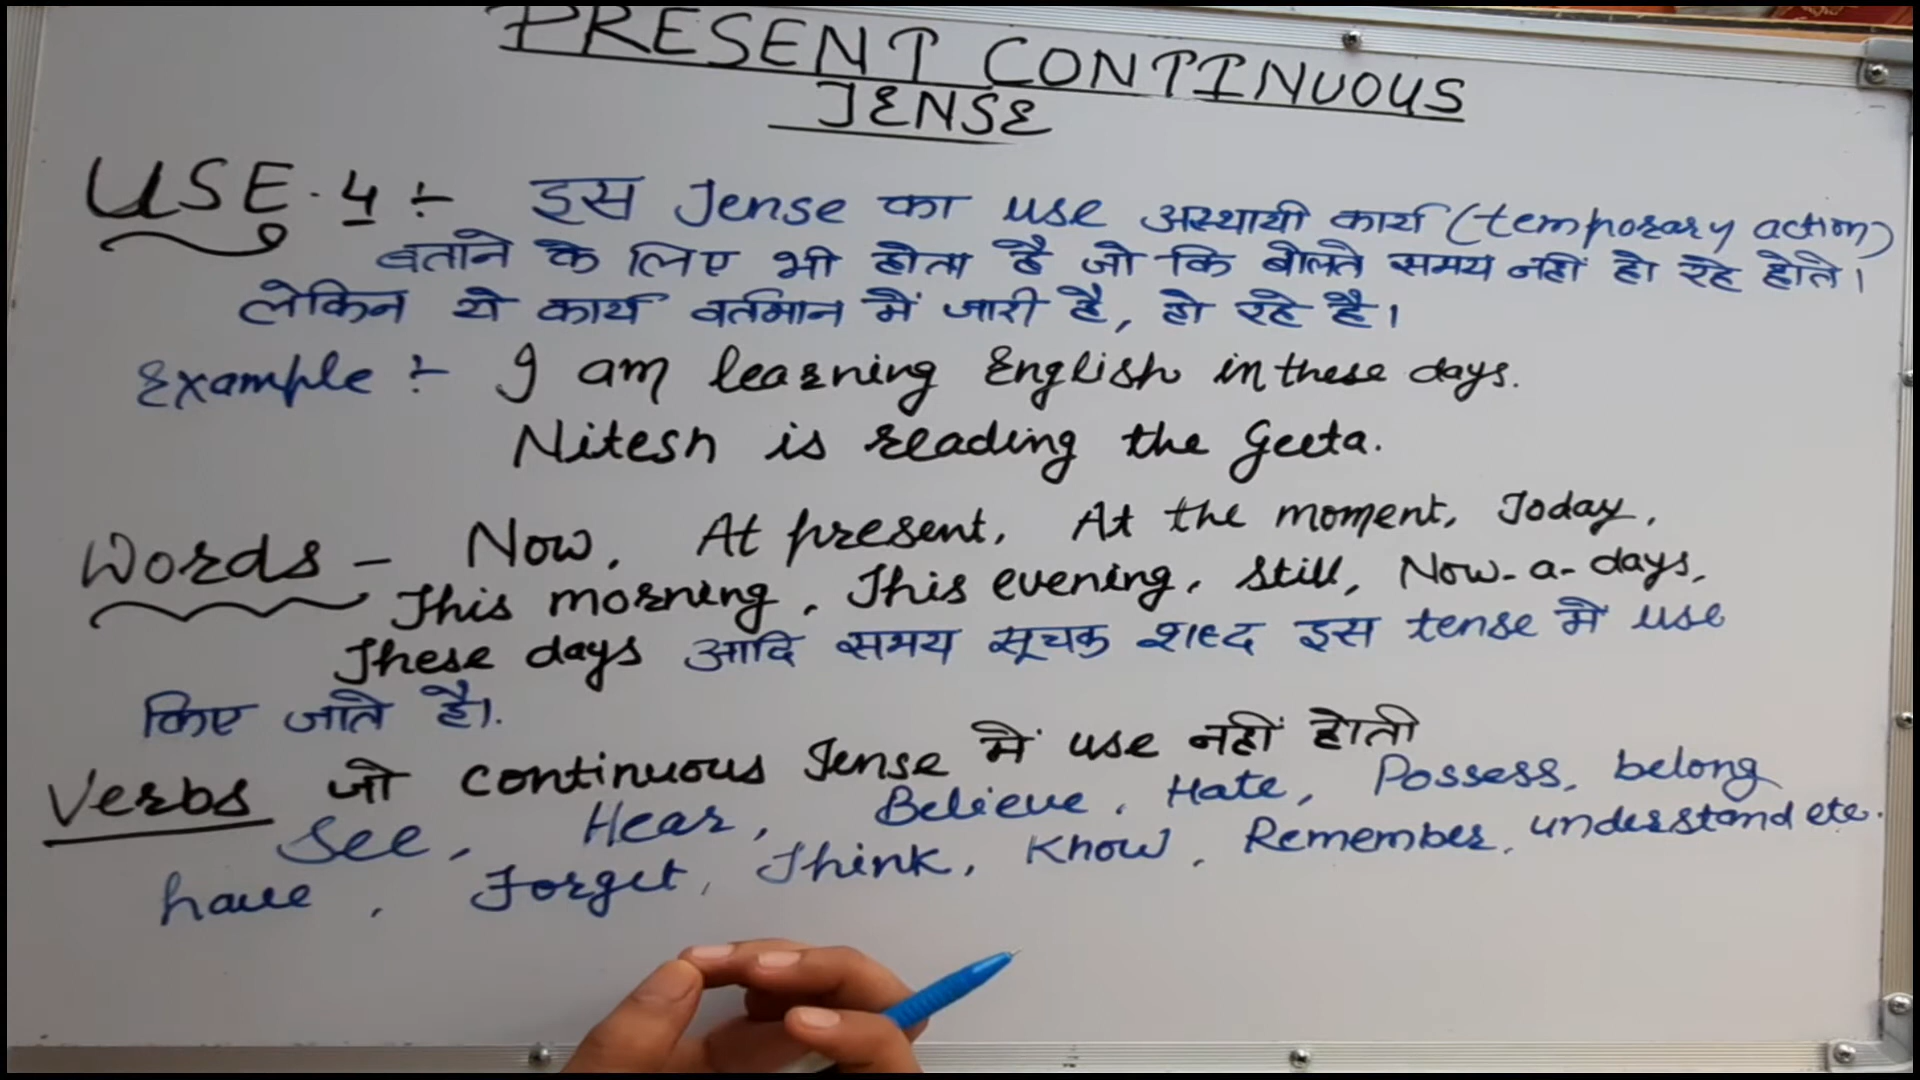 PRESENT CONTINUOUS
TENSE
USE.4 :- इस Tense का use अस्थायी कार्य (temporary action)
बताने के लिए भी होता है जो कि बोलते समय नहीं हो रहे होते।
लेकिन ये कार्य वर्तमान में जारी है, हो रहे है।
Example :- I am learning English in these days.
Nitesh is reading the Geeta.
Words - Now, At present, At the moment, Today,
This morning, This evening, still, Now-a-days,
These days आदि समय सूचक शब्द इस tense में use
किए जाते है।.
Verbs जो continuous Tense में use नहीं होती
See, Hear, Believe, Hate, Possess, belong
have, Forget, Think, Know, Remember, understand etc.